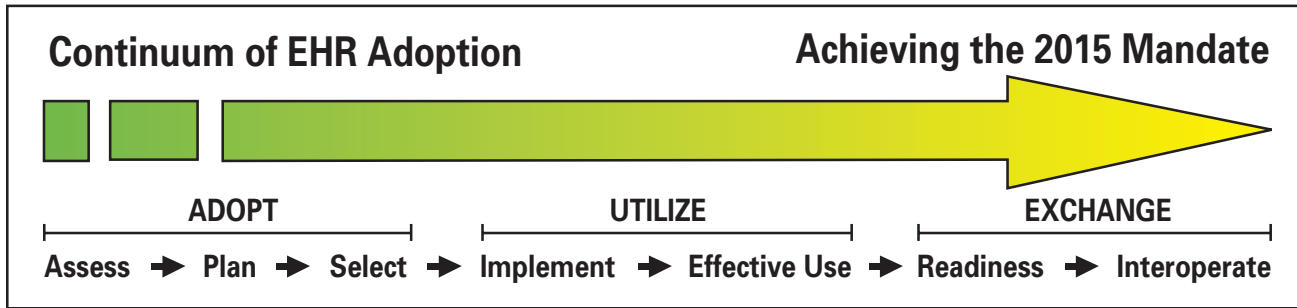 Continuum of EHR Adoption
Achieving the 2015 Mandate
ADOPT UTILIZE EXCHANGE
Assess Plan Select Implement Effective Use Readiness Interoperate